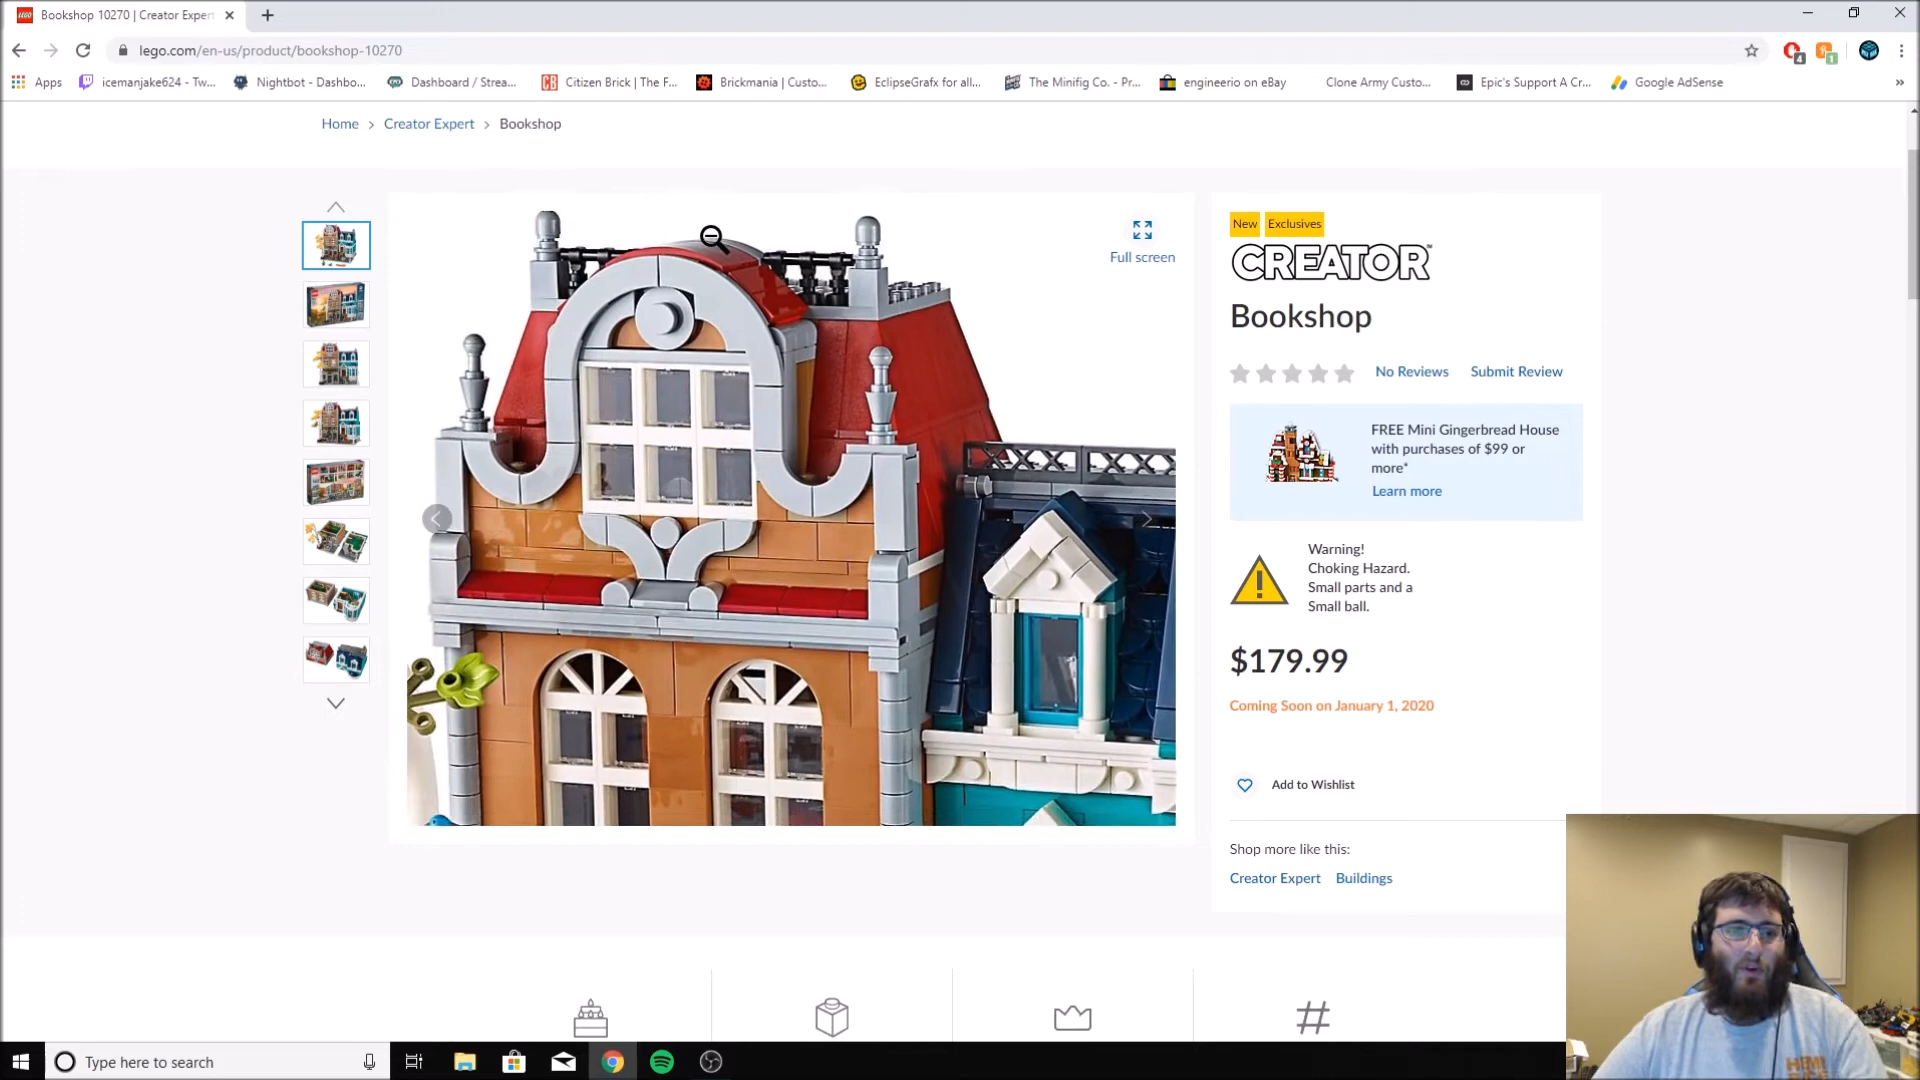 Bookshop 10270 | Creator Exper
lego.com/en-us/product/bookshop-10270
Apps
icemanjake624 - Tw...
Nightbot - Dashbo...
Dashboard / Strea...
Citizen Brick | The F...
Brickmania | Custo...
EclipseGrafx for all...
The Minifig Co. - Pr...
engineerio on eBay
Clone Army Custo...
Epic's Support A Cr...
Google AdSense
»
Home > Creator Expert > Bookshop
Full screen
New Exclusives
CREATOR™
Bookshop
No Reviews Submit Review
FREE Mini Gingerbread House
with purchases of $99 or
more*
Learn more
Warning!
Choking Hazard.
Small parts and a
Small ball.
$179.99
Coming Soon on January 1, 2020
Add to Wishlist
Shop more like this:
Creator Expert Buildings
#
Type here to search